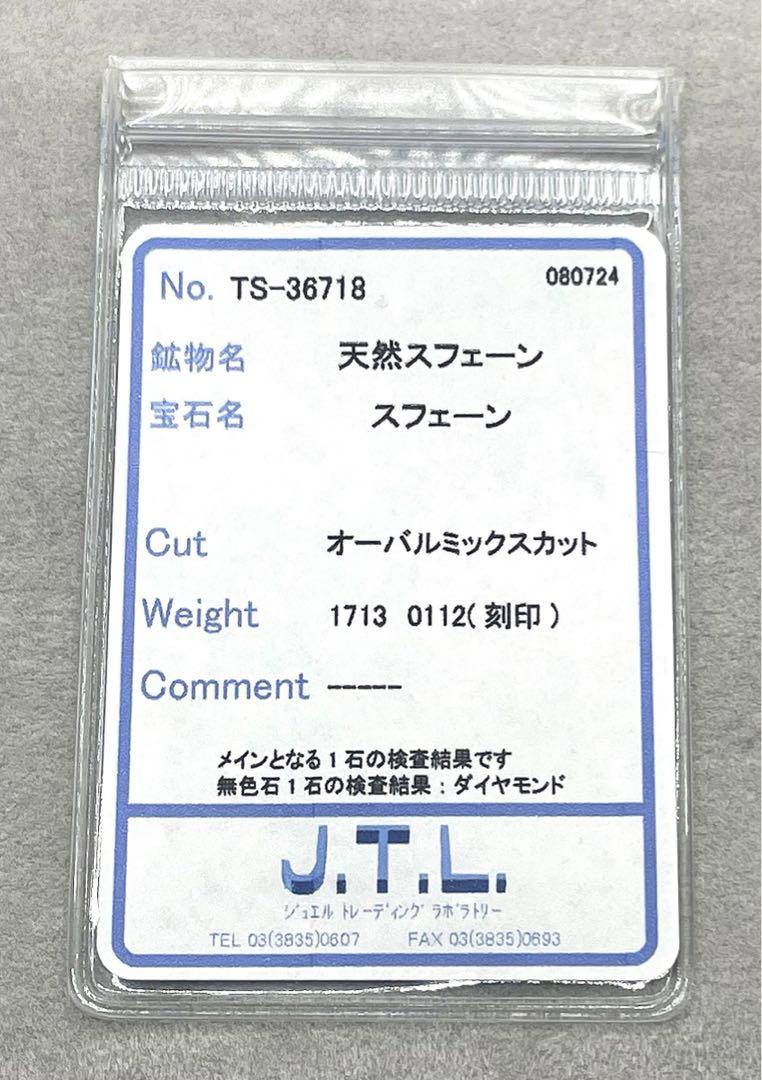 No. TS-36718 080724
鉱物名 天然スフェーン
宝石名 スフェーン
Cut オーバルミックスカット
Weight 1713 0112(刻印)
Comment -----
メインとなる1石の検査結果です
無色石1石の検査結果:ダイヤモンド
J.T.L.
ジュエル トレーディング ラボラトリー
TEL 03(3835)0607 FAX 03(3835)0693